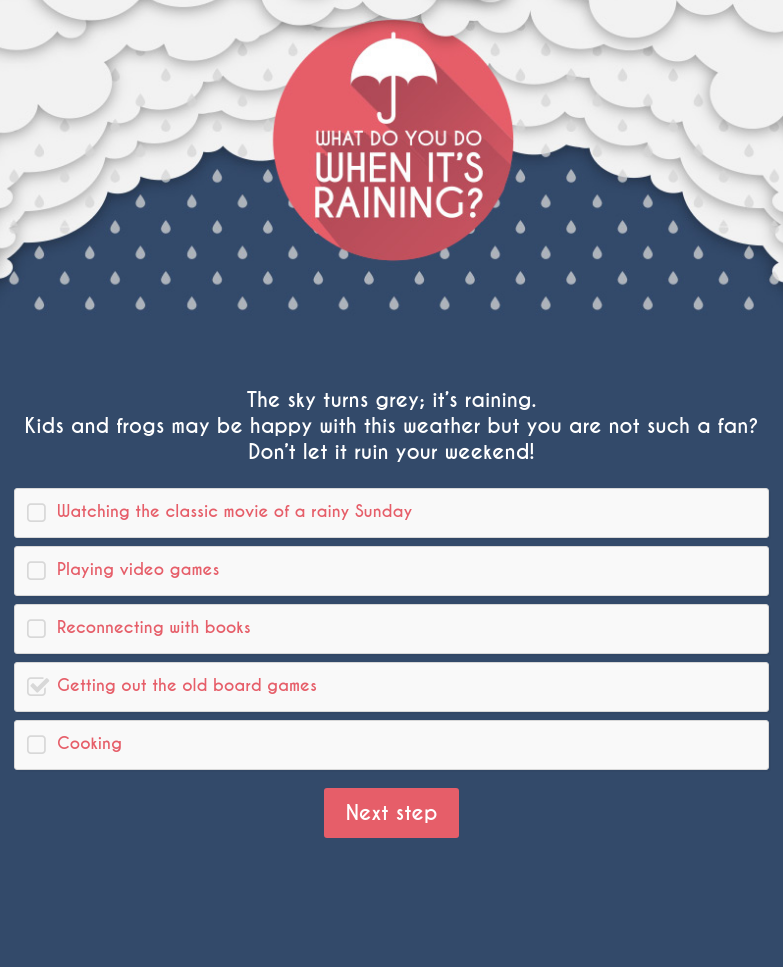 WHAT DO YOU DO
WHEN IT'S
RAINING?
The sky turns grey; it's raining.
Kids and frogs may be happy with this weather but you are not such a fan?
Don't let it ruin your weekend!
Watching the classic movie of a rainy Sunday
Playing video games
Reconnecting with books
Getting out the old board games
Cooking
Next step